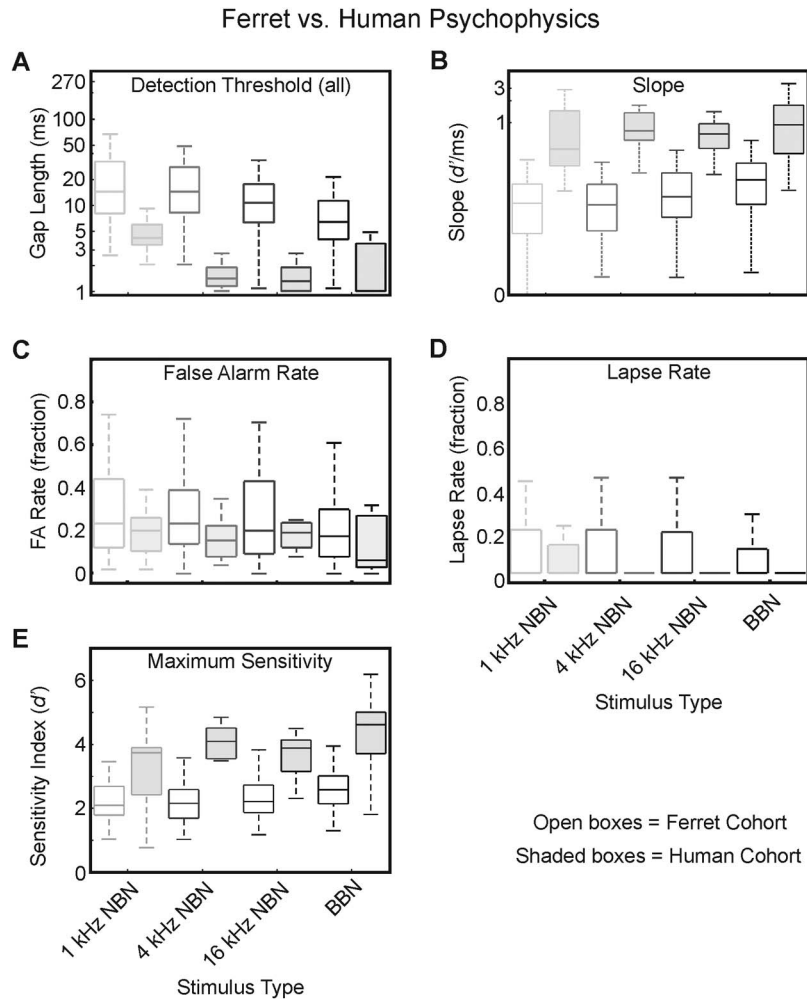 Ferret vs. Human Psychophysics
A
Detection Threshold (all)
Gap Length (ms)
270
100
50
20
10
5
3
1
B
Slope
Slope (d'/ms)
3
1
0
C
False Alarm Rate
FA Rate (fraction)
0.8
0.6
0.4
0.2
0
D
Lapse Rate
Lapse Rate (fraction)
0.8
0.4
0.2
0
1 kHz NBN
4 kHz NBN
16 kHz NBN
BBN
Stimulus Type
E
Maximum Sensitivity
Sensitivity Index (d')
6
4
2
0
1 kHz NBN
4 kHz NBN
16 kHz NBN
BBN
Stimulus Type
Open boxes = Ferret Cohort
Shaded boxes = Human Cohort